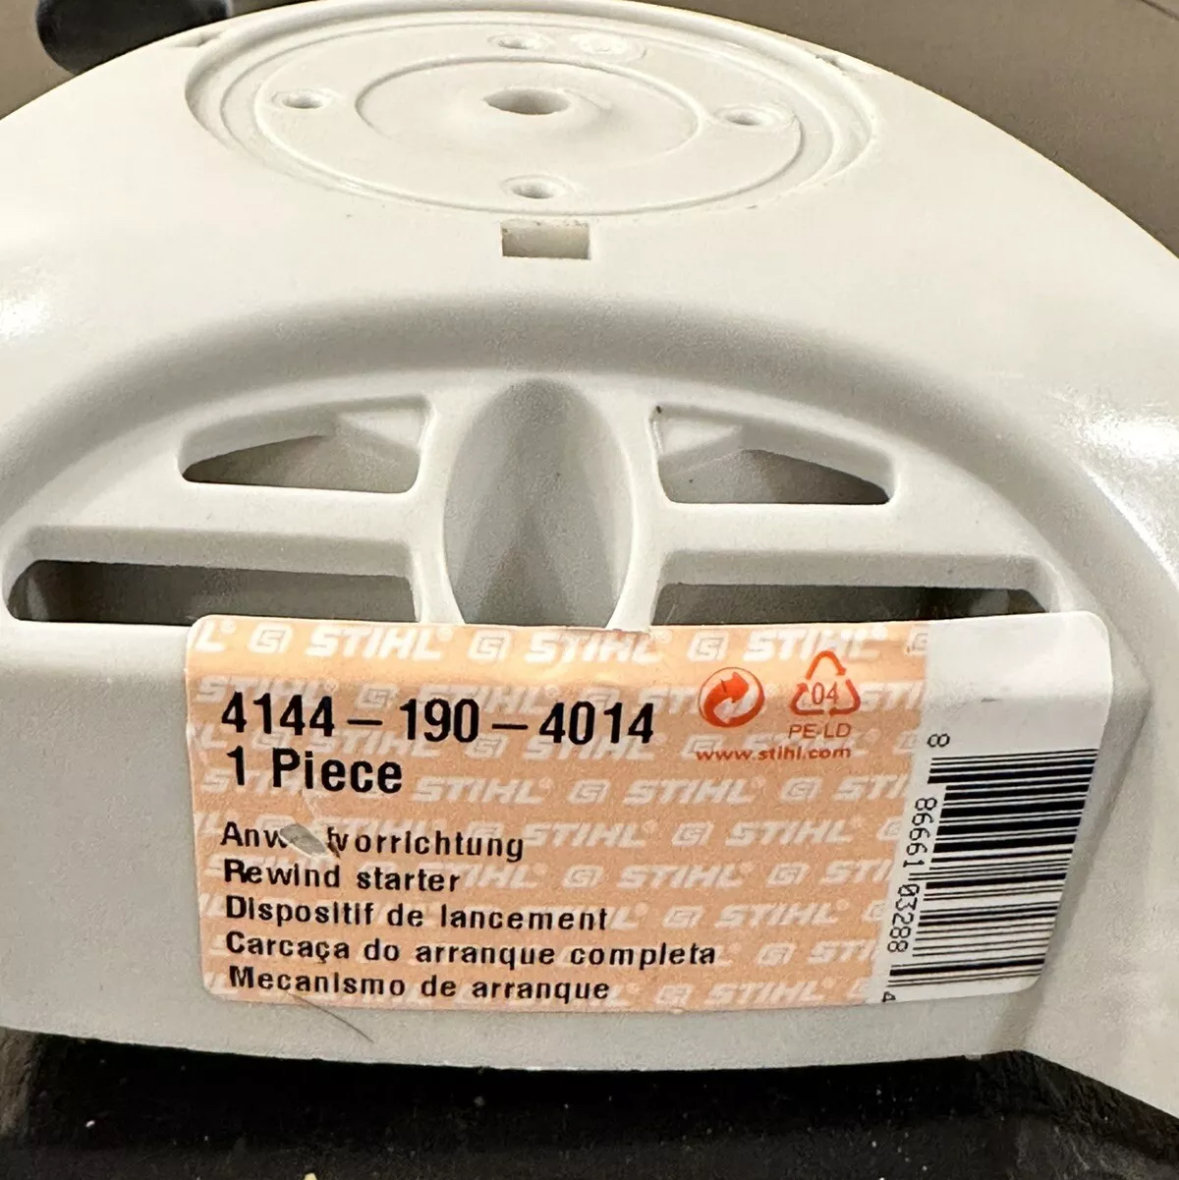 4144-190-4014
1 Piece
Rewind starter
Dispositif de lancement
Carcaça do arranque completa
Mecanismo de arranque
04
PE-LD
www.stihl.com
8 86661 03288 4
STIHL STIHL STIHL